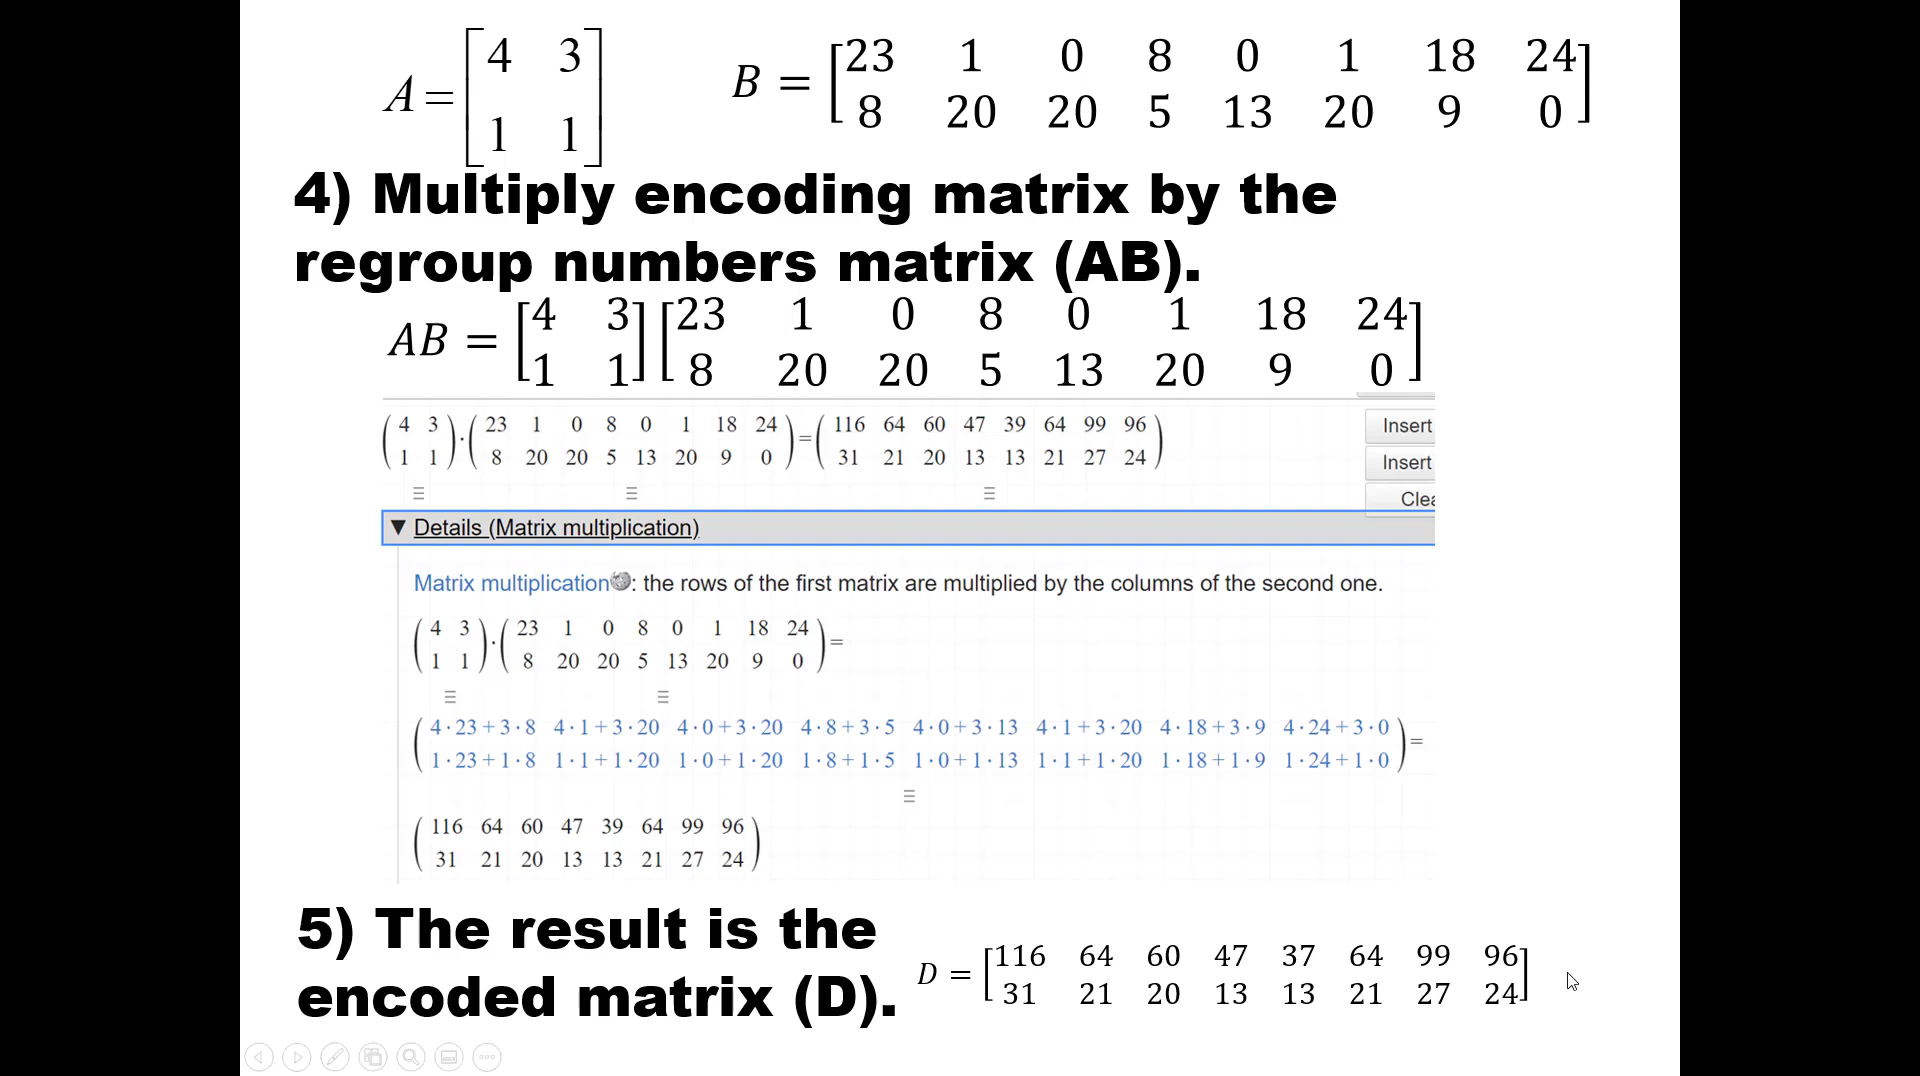 A = [4 3
1 1]
B = [23 1 0 8 0 1 18 24
8 20 20 5 13 20 9 0]
4) Multiply encoding matrix by the
regroup numbers matrix (AB).
AB = [4 3
1 1] [23 1 0 8 0 1 18 24
8 20 20 5 13 20 9 0]
(4 3
1 1) · (23 1 0 8 0 1 18 24
8 20 20 5 13 20 9 0) = (116 64 60 47 39 64 99 96
31 21 20 13 13 21 27 24)
Insert
Insert
Clea
▼ Details (Matrix multiplication)
Matrix multiplication: the rows of the first matrix are multiplied by the columns of the second one.
(4 3
1 1) · (23 1 0 8 0 1 18 24
8 20 20 5 13 20 9 0) =
(4·23+3·8 4·1+3·20 4·0+3·20 4·8+3·5 4·0+3·13 4·1+3·20 4·18+3·9 4·24+3·0
1·23+1·8 1·1+1·20 1·0+1·20 1·8+1·5 1·0+1·13 1·1+1·20 1·18+1·9 1·24+1·0) =
(116 64 60 47 39 64 99 96
31 21 20 13 13 21 27 24)
5) The result is the
encoded matrix (D).
D = [116 64 60 47 37 64 99 96
31 21 20 13 13 21 27 24]